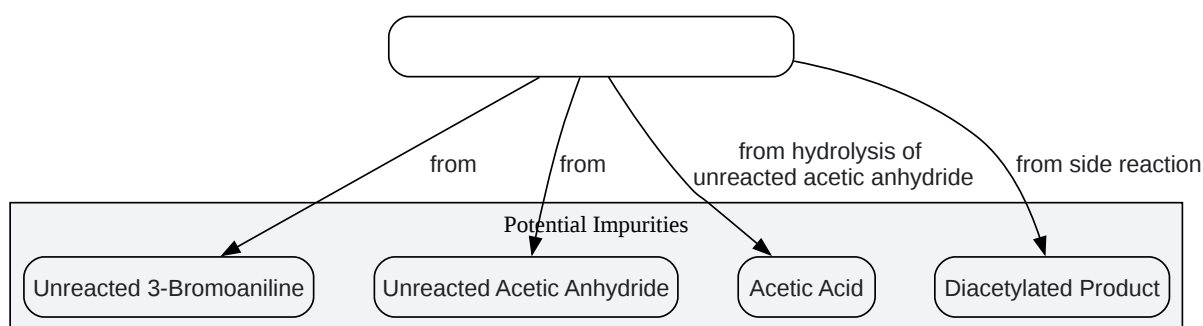 from
from
from hydrolysis of
unreacted acetic anhydride
from side reaction
Potential Impurities
Unreacted 3-Bromoaniline
Unreacted Acetic Anhydride
Acetic Acid
Diacetylated Product